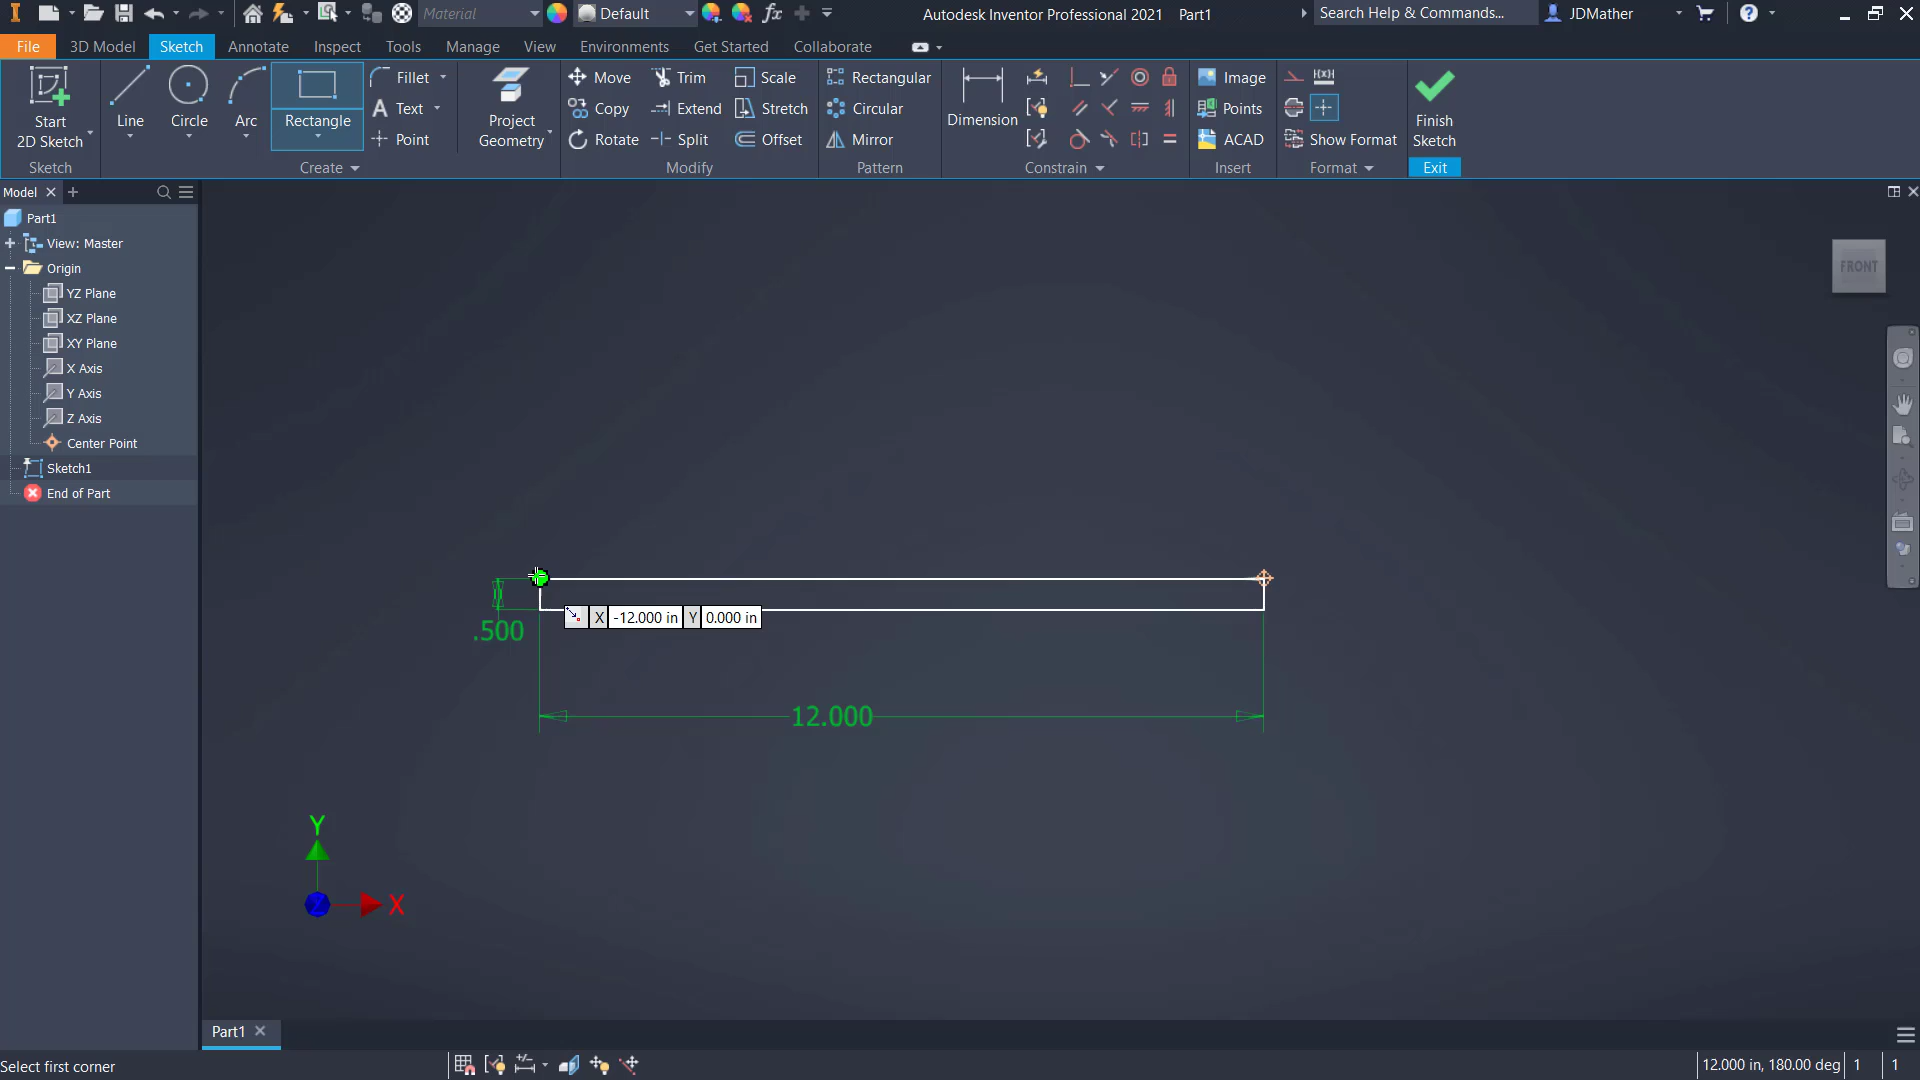 Material Default Autodesk Inventor Professional 2021 Part1 Search Help & Commands... JDMather
File 3D Model Sketch Annotate Inspect Tools Manage View Environments Get Started Collaborate
Start
2D Sketch
Line
Circle
Arc
Rectangle
Fillet
Text
Point
Project
Geometry
Move
Copy
Rotate
Trim
Extend
Split
Scale
Stretch
Offset
Rectangular
Circular
Mirror
Dimension
Image
Points
ACAD
Show Format
Finish
Sketch
Sketch Create Modify Pattern Constrain Insert Format Exit
Model
Part1
View: Master
Origin
YZ Plane
XZ Plane
XY Plane
X Axis
Y Axis
Z Axis
Center Point
Sketch1
End of Part
FRONT
X -12.000 in Y 0.000 in
.500
12.000
Y
Z
X
Part1
Select first corner
12.000 in, 180.00 deg 1 1